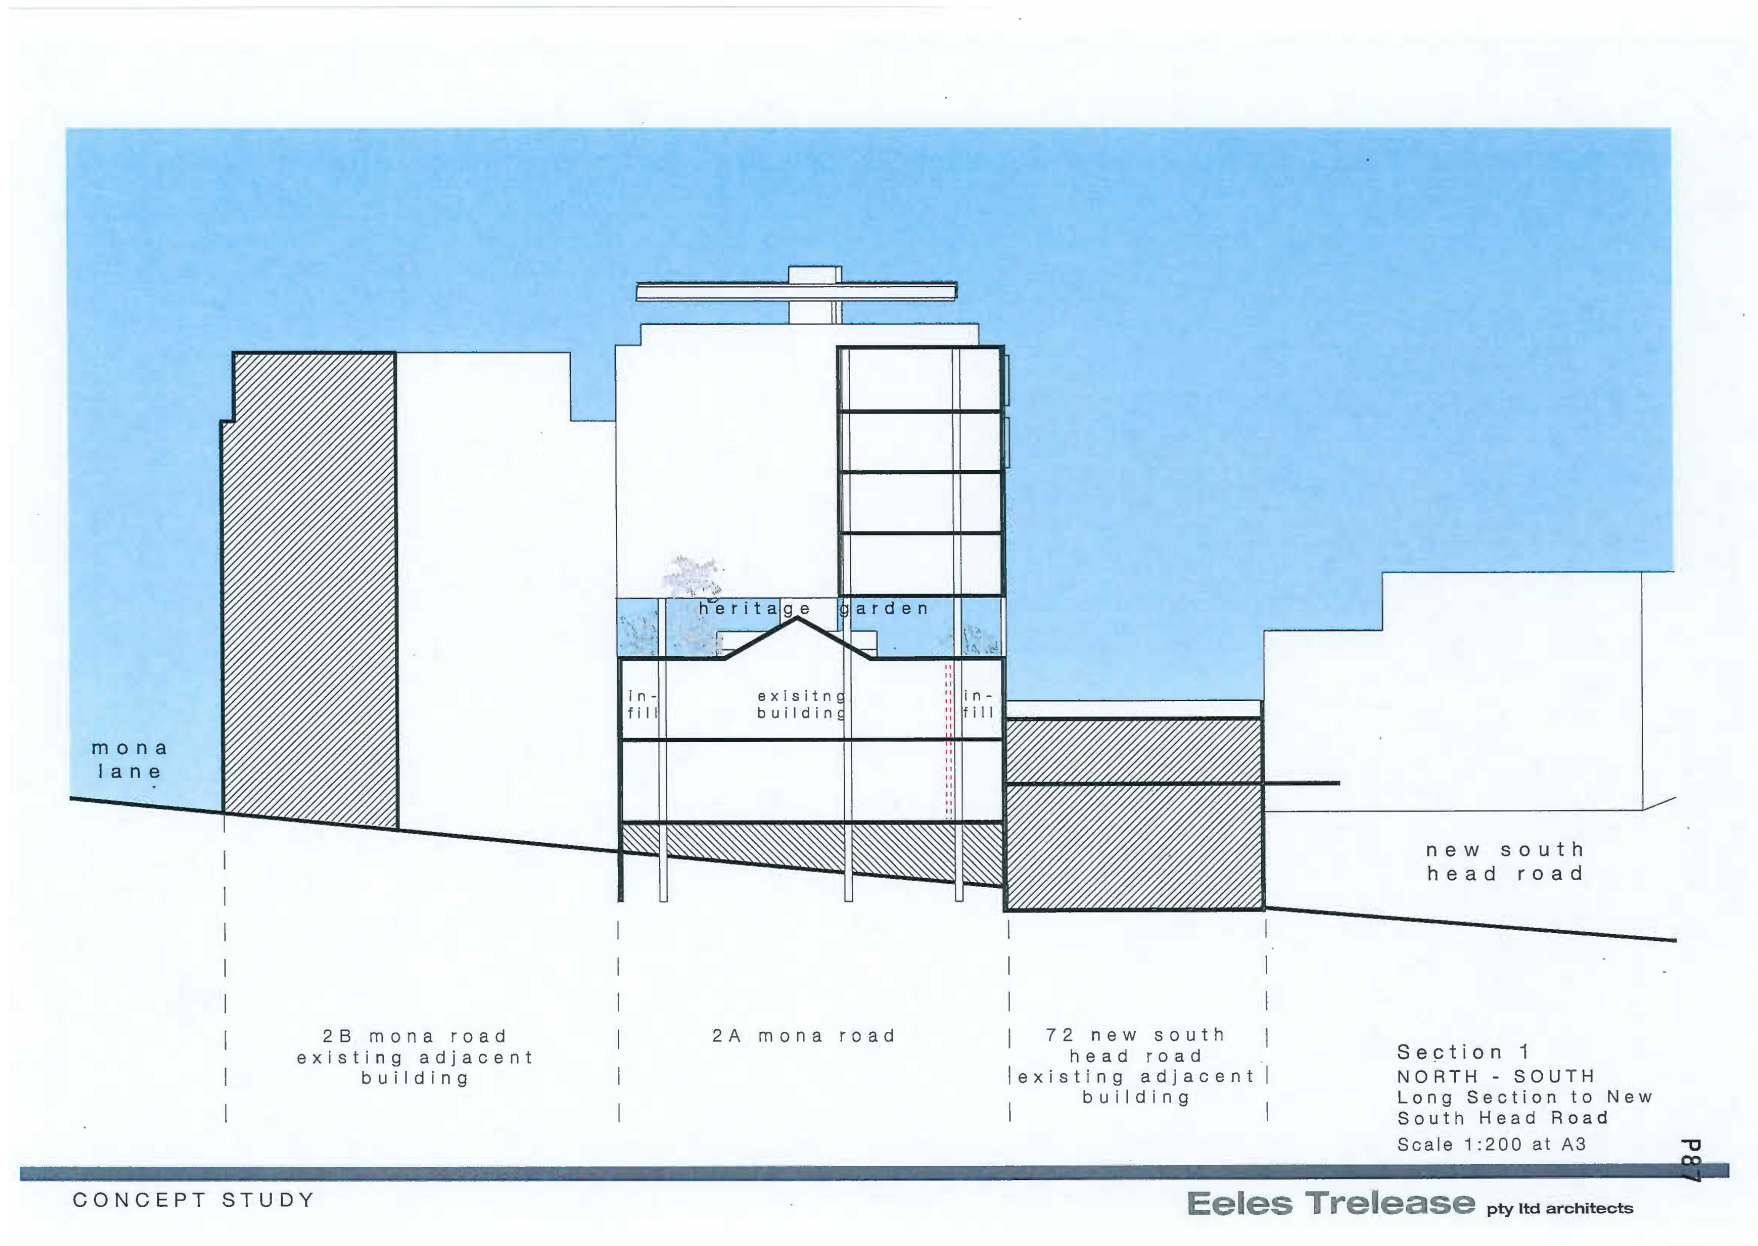 heritage garden
in-
fill
exisitng
building
in-
fill
mona
lane
new south
head road
2B mona road
existing adjacent
building
2A mona road
72 new south
head road
existing adjacent
building
Section 1
NORTH - SOUTH
Long Section to New
South Head Road
Scale 1:200 at A3
P87
CONCEPT STUDY
Eeles Trelease pty ltd architects